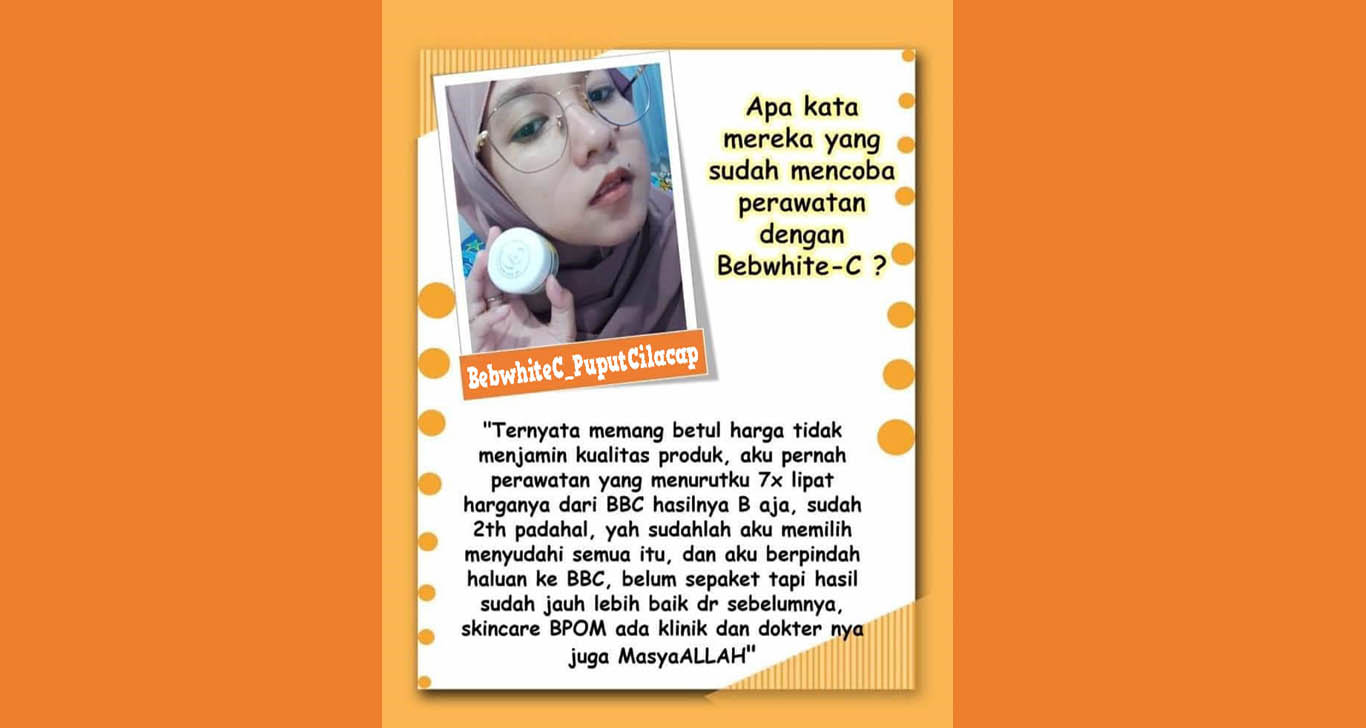 Apa kata
mereka yang
sudah mencoba
perawatan
dengan
Bebwhite-C ?
BebwhiteC_PuputCilacap
"Ternyata memang betul harga tidak
menjamin kualitas produk, aku pernah
perawatan yang menurutku 7x lipat
harganya dari BBC hasilnya B aja, sudah
2th padahal, yah sudahlah aku memilih
menyudahi semua itu, dan aku berpindah
haluan ke BBC, belum sepaket tapi hasil
sudah jauh lebih baik dr sebelumnya,
skincare BPOM ada klinik dan dokter nya
juga MasyaALLAH"